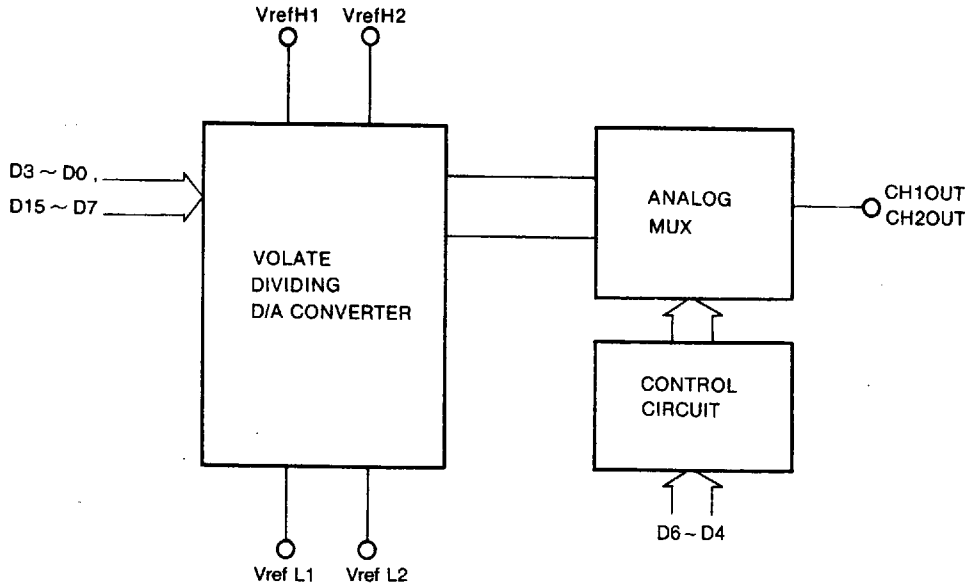 VrefH1 VrefH2
D3 ~ D0 ,
D15 ~ D7
VOLATE
DIVIDING
D/A CONVERTER
ANALOG
MUX
CH1OUT
CH2OUT
CONTROL
CIRCUIT
D6 ~ D4
Vref L1 Vref L2